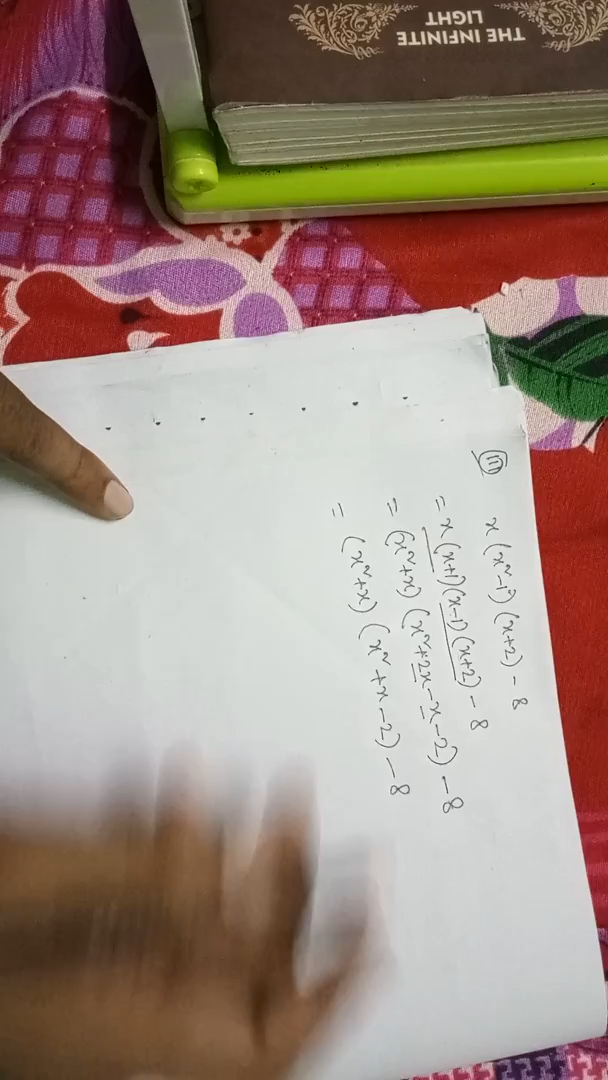 THE INFINITE
LIGHT
(iii) x (x² - 1²) (x+2) - 8
= x (x+1) (x-1) (x+2) - 8
= (x²+x) (x²+2x-x-2) - 8
= (x²+x) (x²+x-2) - 8